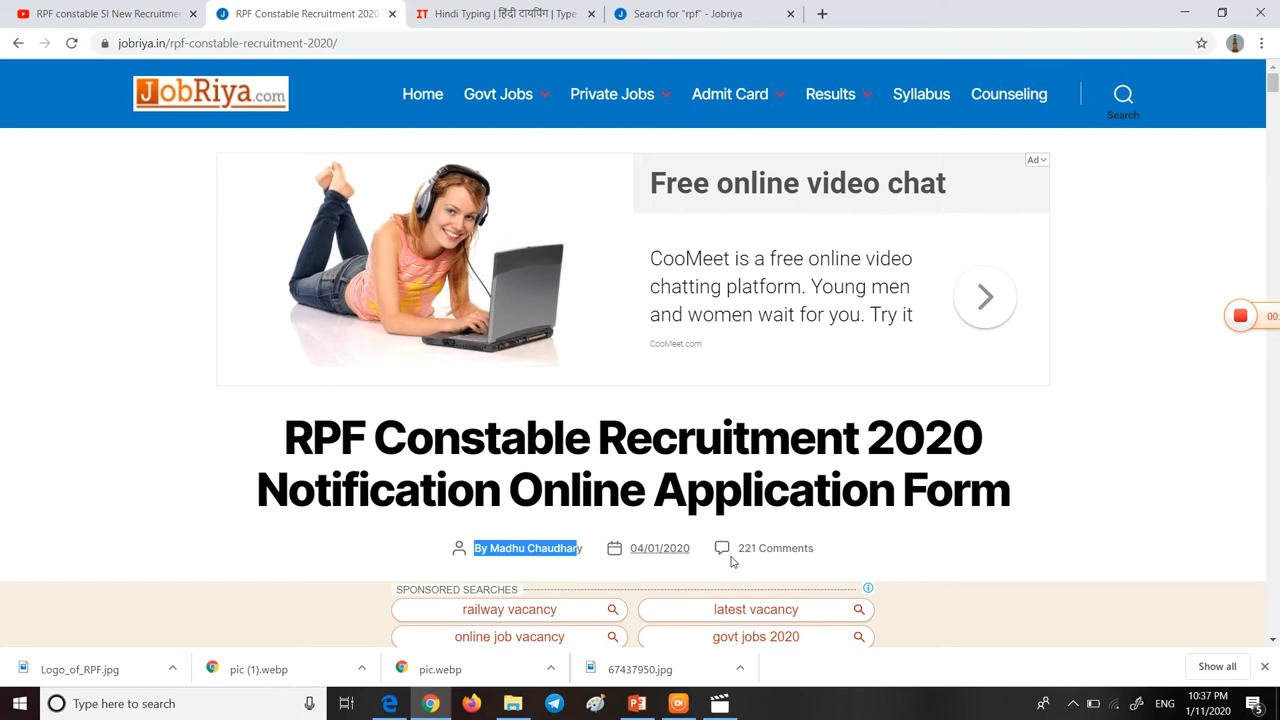 RPF constable SI New Recruitmen
RPF Constable Recruitment 2020
Hindi Typing | हिंदी टायपिंग | Type
Search for "rpf" - Jobriya
jobriya.in/rpf-constable-recruitment-2020/
JobRiya.com
Home
Govt Jobs
Private Jobs
Admit Card
Results
Syllabus
Counseling
Search
Ad
Free online video chat
CooMeet is a free online video
chatting platform. Young men
and women wait for you. Try it
CooMeet.com
00:
RPF Constable Recruitment 2020
Notification Online Application Form
By Madhu Chaudhary
04/01/2020
221 Comments
SPONSORED SEARCHES
railway vacancy
latest vacancy
online job vacancy
govt jobs 2020
Logo_of_RPF.jpg
pic (1).webp
pic.webp
67437950.jpg
Show all
Type here to search
ENG
10:37 PM
1/11/2020
5